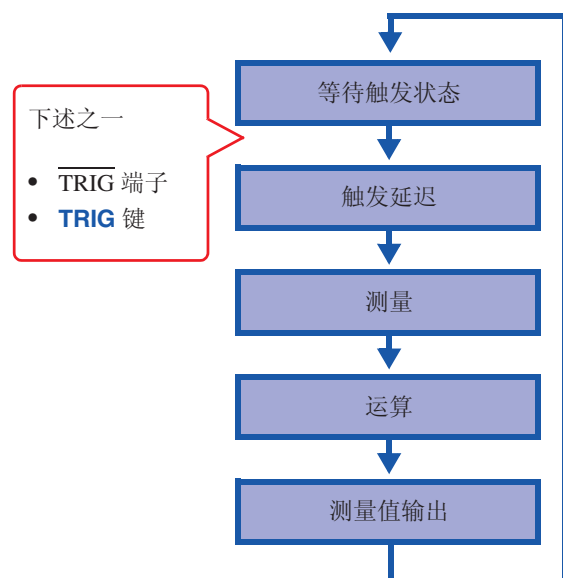 等待触发状态
下述之一
• TRIG 端子
• TRIG 键
触发延迟
测量
运算
测量值输出